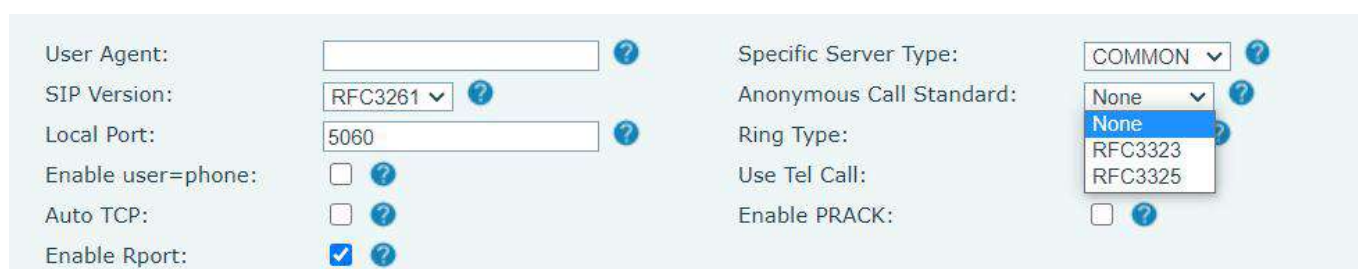 User Agent: Specific Server Type: COMMON
SIP Version: RFC3261 Anonymous Call Standard: None
Local Port: 5060 Ring Type: None
Enable user=phone: Use Tel Call: RFC3323
RFC3325
Auto TCP: Enable PRACK:
Enable Rport: